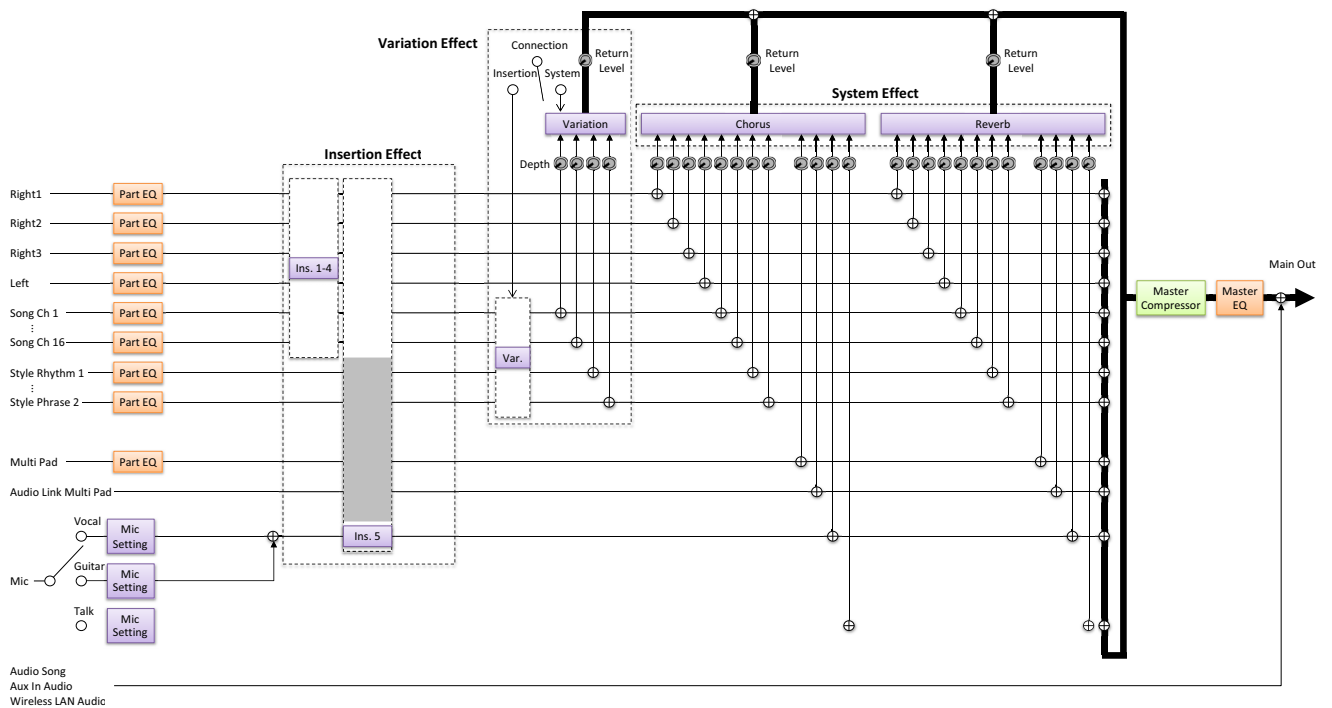 Variation Effect
Connection
Insertion System
Return
Level
Return
Level
Return
Level
System Effect
Variation
Chorus
Reverb
Depth
Insertion Effect
Right1
Part EQ
Right2
Part EQ
Right3
Part EQ
Ins. 1-4
Left
Part EQ
Main Out
Master
Compressor
Master
EQ
Song Ch 1
Part EQ
Song Ch 16
Part EQ
Var.
Style Rhythm 1
Part EQ
Style Phrase 2
Part EQ
Multi Pad
Part EQ
Audio Link Multi Pad
Vocal
Mic
Setting
Ins. 5
Mic
Guitar
Mic
Setting
Talk
Mic
Setting
Audio Song
Aux In Audio
Wireless LAN Audio